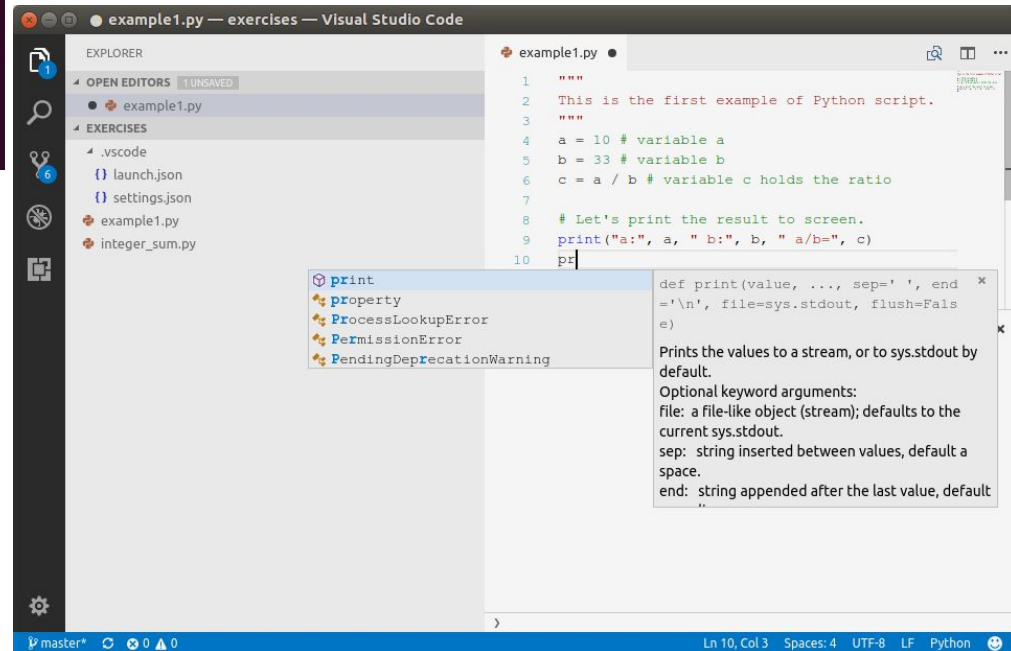 example1.py — exercises — Visual Studio Code
EXPLORER
OPEN EDITORS 1 UNSAVED
example1.py
EXERCISES
.vscode
{} launch.json
{} settings.json
example1.py
integer_sum.py
1
6
example1.py
1 """
2 This is the first example of Python script.
3 """
4 a = 10 # variable a
5 b = 33 # variable b
6 c = a / b # variable c holds the ratio
7
8 # Let's print the result to screen.
9 print("a:", a, " b:", b, " a/b=", c)
10 pr
print
property
ProcessLookupError
PermissionError
PendingDeprecationWarning
def print(value, ..., sep=' ', end
='\n', file=sys.stdout, flush=Fals
e)
Prints the values to a stream, or to sys.stdout by
default.
Optional keyword arguments:
file: a file-like object (stream); defaults to the
current sys.stdout.
sep: string inserted between values, default a
space.
end: string appended after the last value, default
master* 0 0 Ln 10, Col 3 Spaces: 4 UTF-8 LF Python